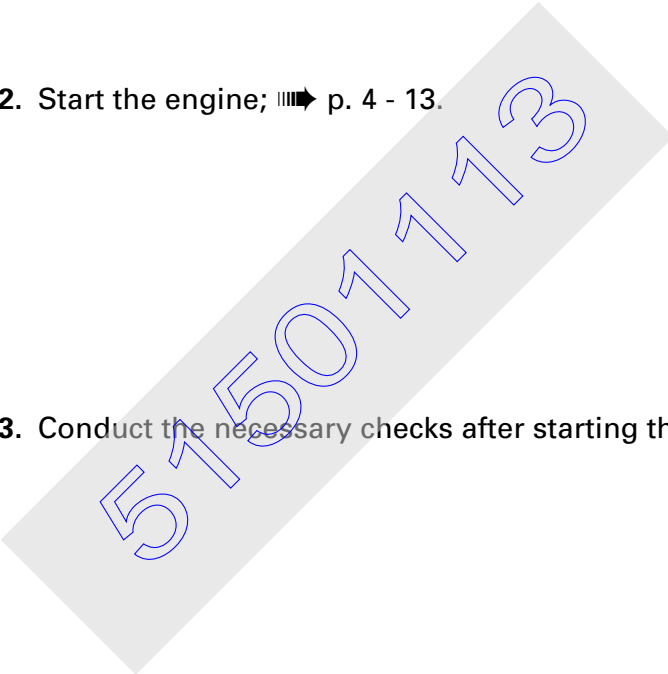 2. Start the engine; ➠ p. 4 - 13.
51501113
3. Conduct the necessary checks after starting th